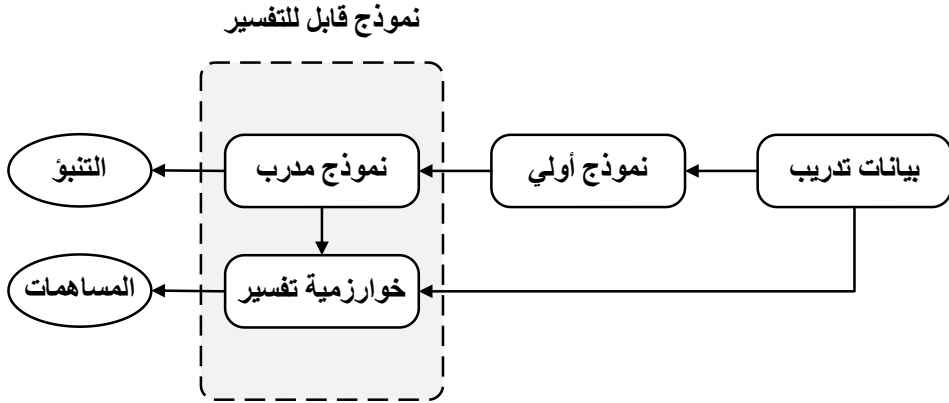 نموذج قابل للتفسير
بيانات تدريب
نموذج أولي
نموذج مدرب
التنبؤ
خوارزمية تفسير
المساهمات